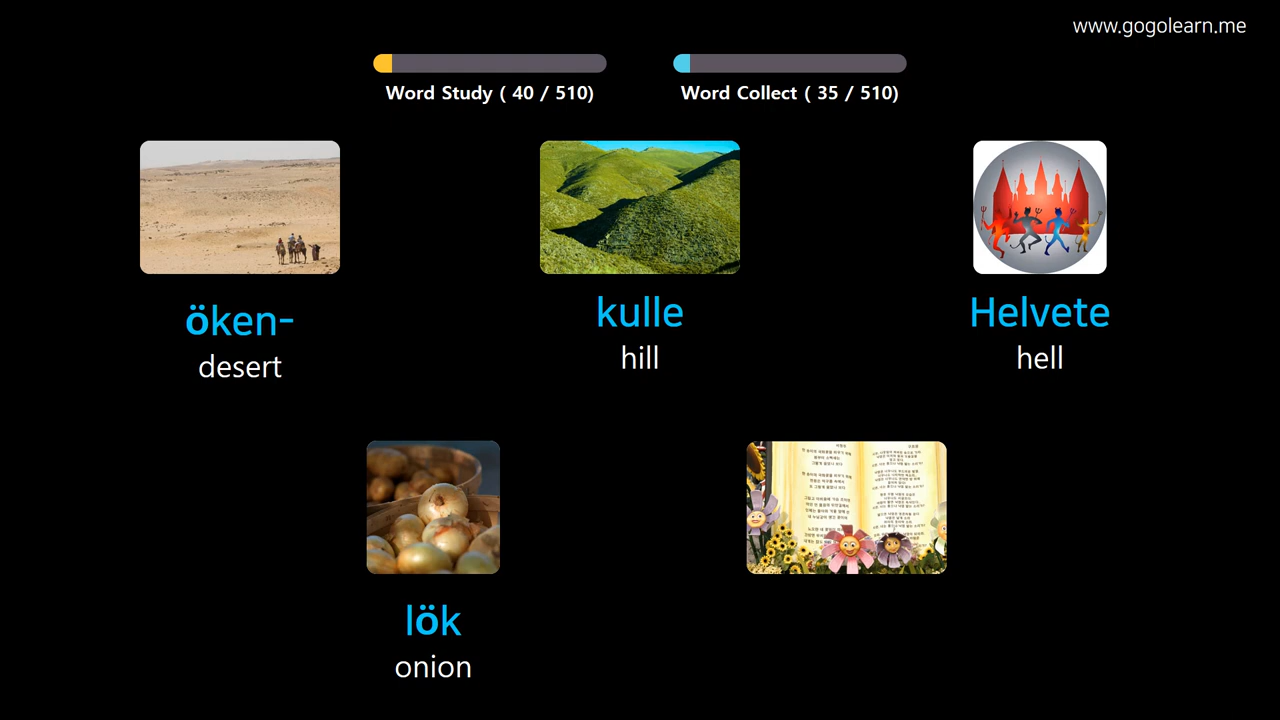 www.gogolearn.me
Word Study ( 40 / 510)
Word Collect ( 35 / 510)
öken-
desert
kulle
hill
Helvete
hell
lök
onion